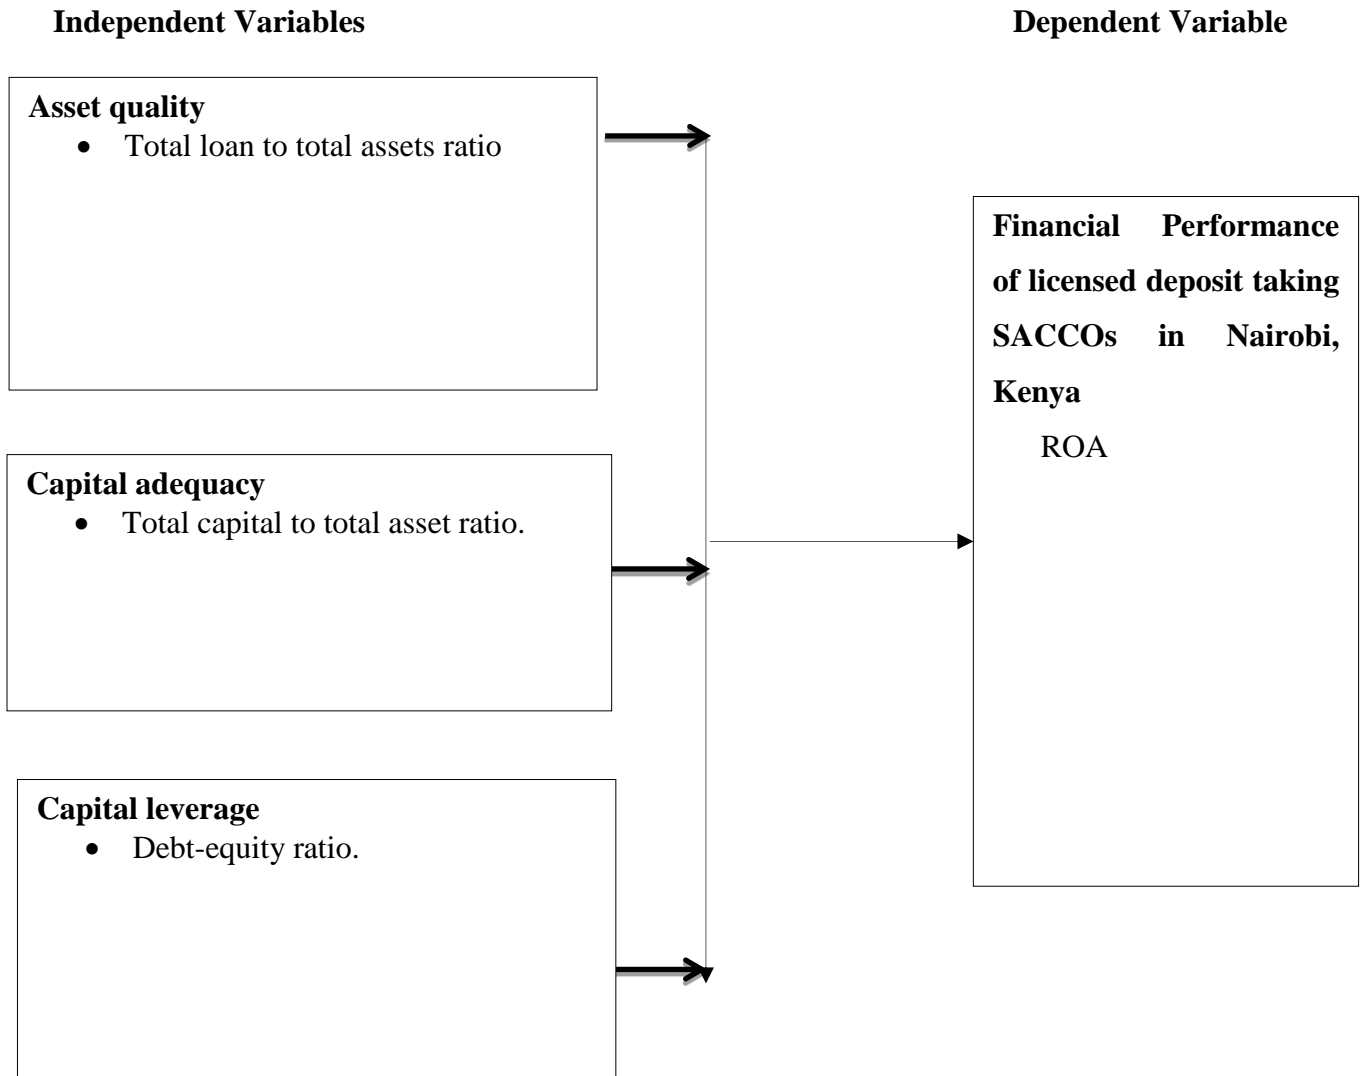 Independent Variables
Dependent Variable
Asset quality
• Total loan to total assets ratio
Capital adequacy
• Total capital to total asset ratio.
Capital leverage
• Debt-equity ratio.
Financial Performance
of licensed deposit taking
SACCOs in Nairobi,
Kenya
ROA